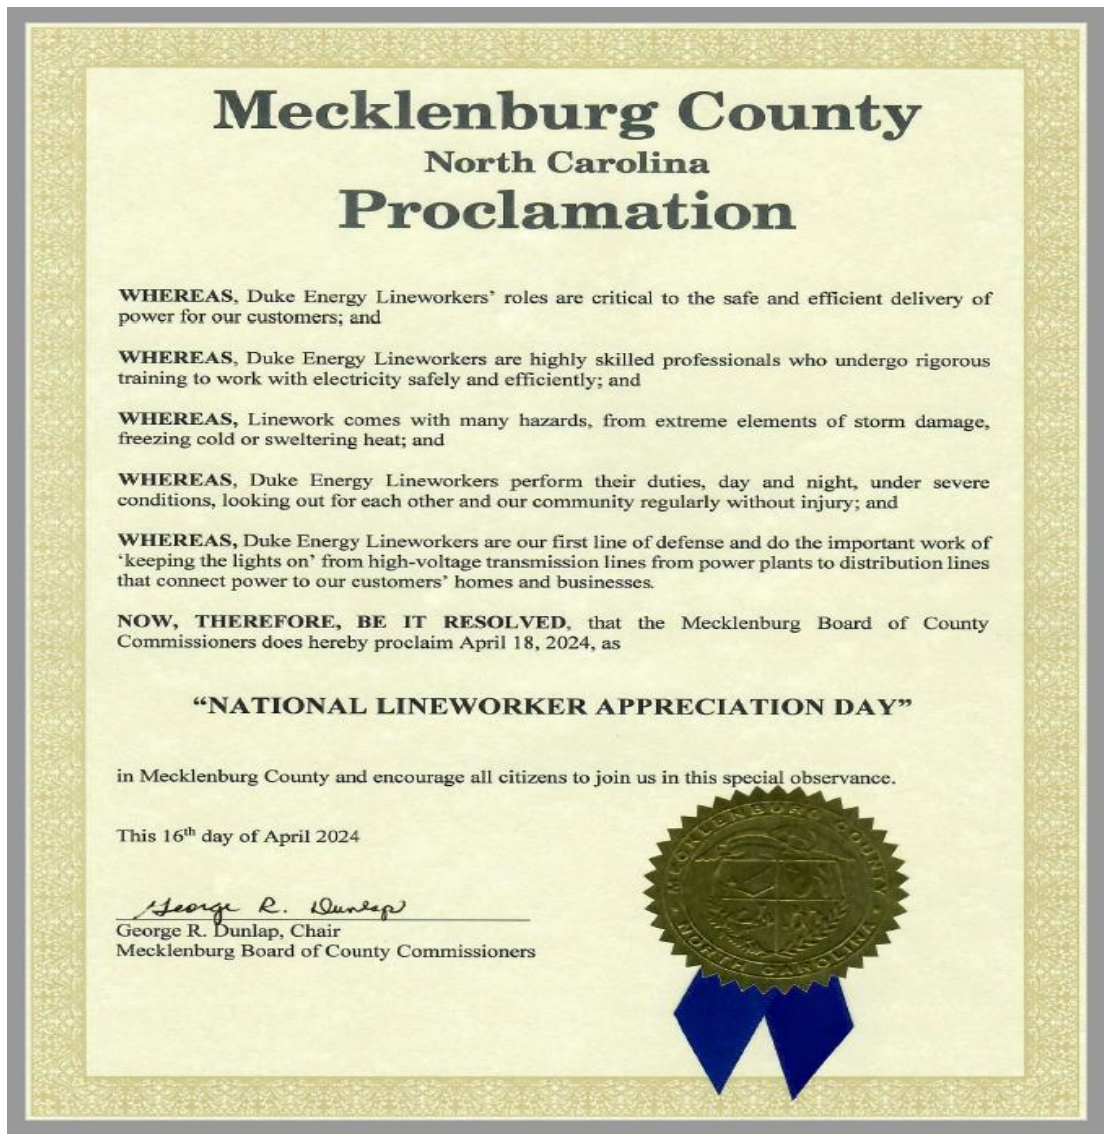 Mecklenburg County
North Carolina
Proclamation
WHEREAS, Duke Energy Lineworkers’ roles are critical to the safe and efficient delivery of
power for our customers; and
WHEREAS, Duke Energy Lineworkers are highly skilled professionals who undergo rigorous
training to work with electricity safely and efficiently; and
WHEREAS, Linework comes with many hazards, from extreme elements of storm damage,
freezing cold or sweltering heat; and
WHEREAS, Duke Energy Lineworkers perform their duties, day and night, under severe
conditions, looking out for each other and our community regularly without injury; and
WHEREAS, Duke Energy Lineworkers are our first line of defense and do the important work of
‘keeping the lights on’ from high-voltage transmission lines from power plants to distribution lines
that connect power to our customers’ homes and businesses.
NOW, THEREFORE, BE IT RESOLVED, that the Mecklenburg Board of County
Commissioners does hereby proclaim April 18, 2024, as
“NATIONAL LINEWORKER APPRECIATION DAY”
in Mecklenburg County and encourage all citizens to join us in this special observance.
This 16th day of April 2024
George R. Dunlap
George R. Dunlap, Chair
Mecklenburg Board of County Commissioners
MECKLENBURG COUNTY
NORTH CAROLINA